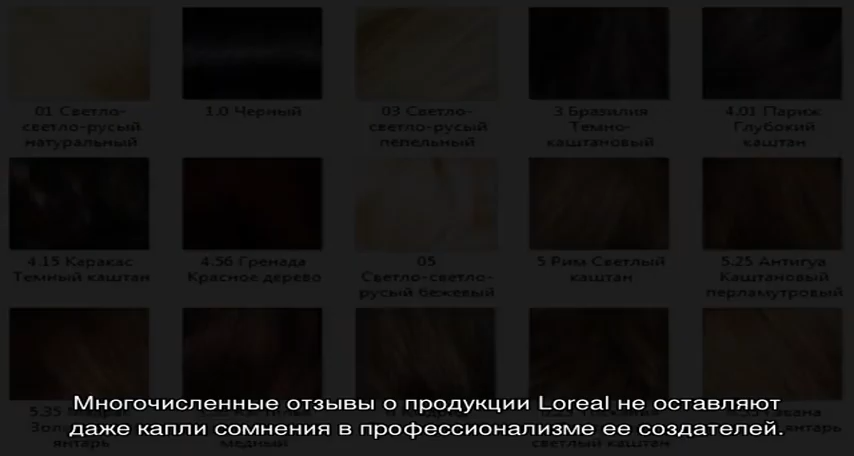 01 Светло-
светло-русый
натуральный
1.0 Черный
03 Светло-
светло-русый
пепельный
3 Бразилия
Темно-
каштановый
4.01 Париж
Глубокий
каштан
4.15 Каракас
Темный каштан
4.56 Гренада
Красное дерево
05
Светло-светло-
русый бежевый
5 Рим Светлый
каштан
5.25 Антигуа
Каштановый
перламутровый
5.35
янтарь
медный
светлый каштан
янтарь
Многочисленные отзывы о продукции Loreal не оставляют
даже капли сомнения в профессионализме ее создателей.